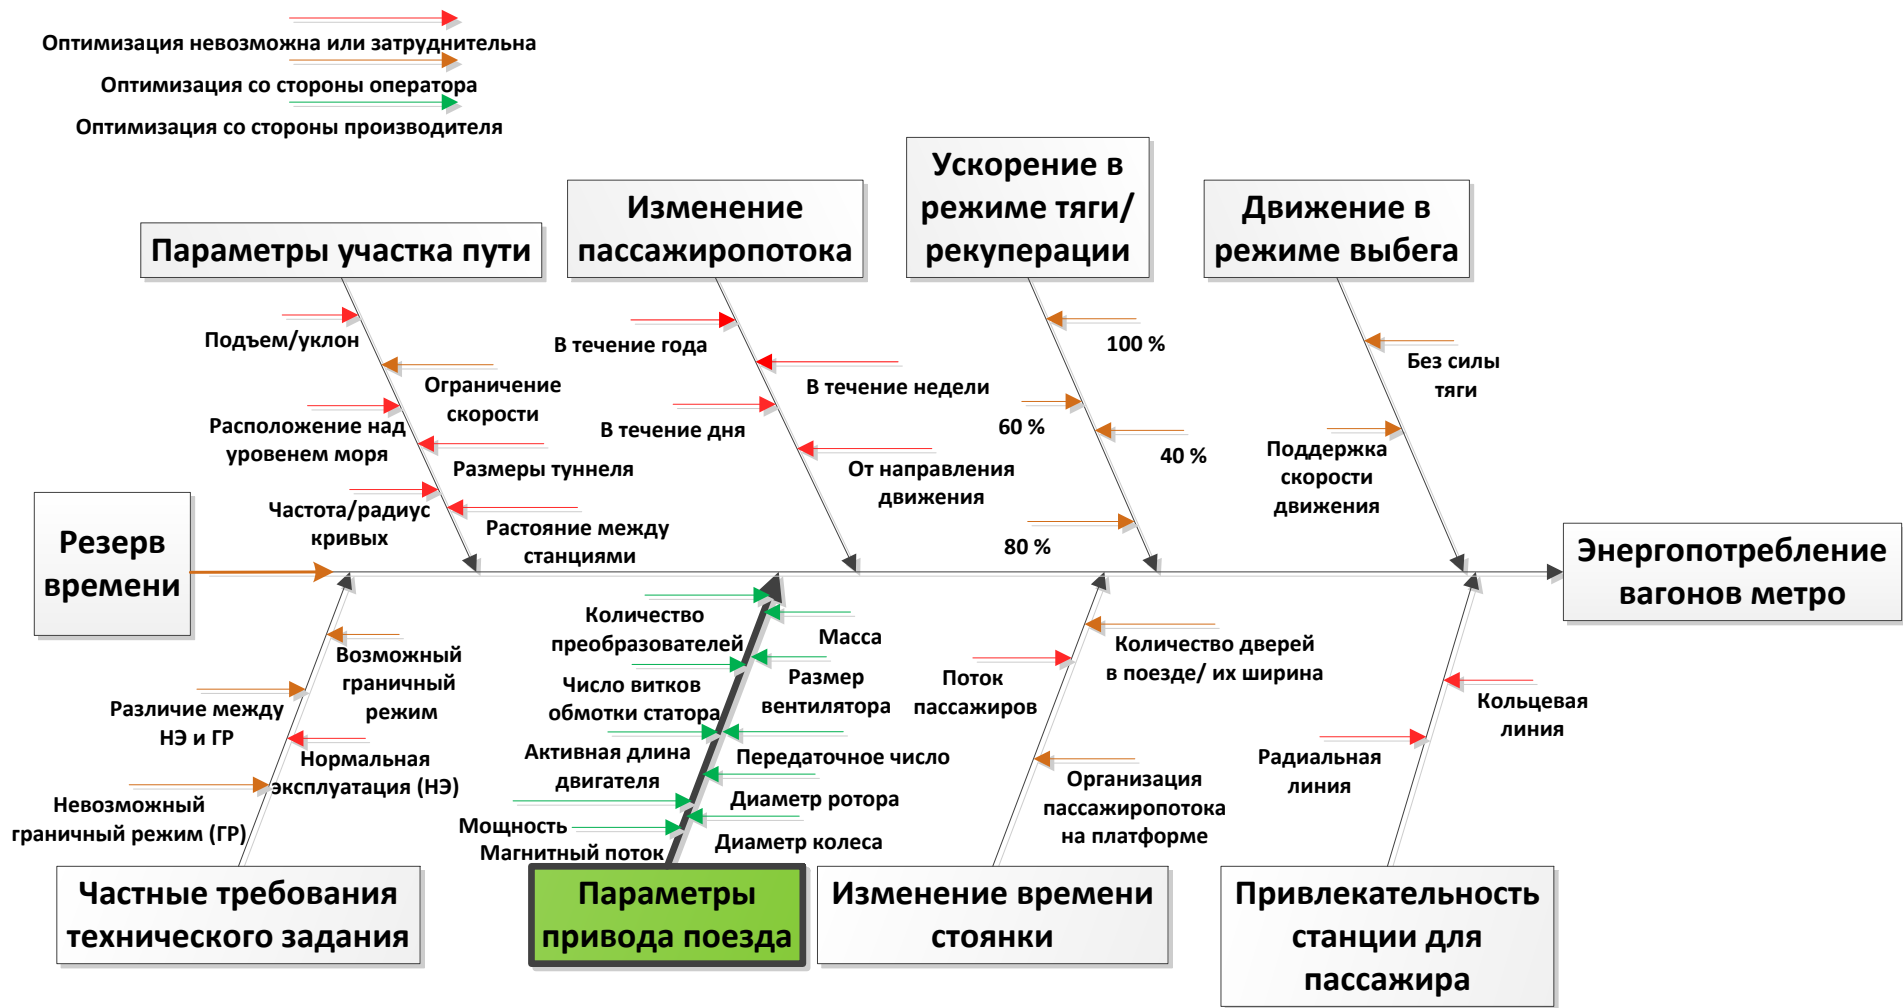 Оптимизация невозможна или затруднительна
Оптимизация со стороны оператора
Оптимизация со стороны производителя
Параметры участка пути
Изменение
пассажиропотока
Ускорение в
режиме тяги/
рекуперации
Движение в
режиме выбега
Подъем/уклон
Ограничение
скорости
Расположение над
уровенем моря
Размеры туннеля
Частота/радиус
кривых
Растояние между
станциями
В течение года
В течение недели
В течение дня
От направления
движения
100 %
60 %
40 %
80 %
Без силы
тяги
Поддержка
скорости
движения
Резерв
времени
Энергопотребление
вагонов метро
Возможный
граничный
режим
Различие между
НЭ и ГР
Нормальная
эксплуатация (НЭ)
Невозможный
граничный режим (ГР)
Количество
преобразователей
Масса
Число витков
обмотки статора
Размер
вентилятора
Активная длина
двигателя
Передаточное число
Диаметр ротора
Мощность
Магнитный поток
Диаметр колеса
Количество дверей
в поезде/ их ширина
Поток
пассажиров
Организация
пассажиропотока
на платформе
Кольцевая
линия
Радиальная
линия
Частные требования
технического задания
Параметры
привода поезда
Изменение времени
стоянки
Привлекательность
станции для
пассажира